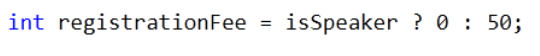 int registrationFee = isSpeaker ? 0 : 50;